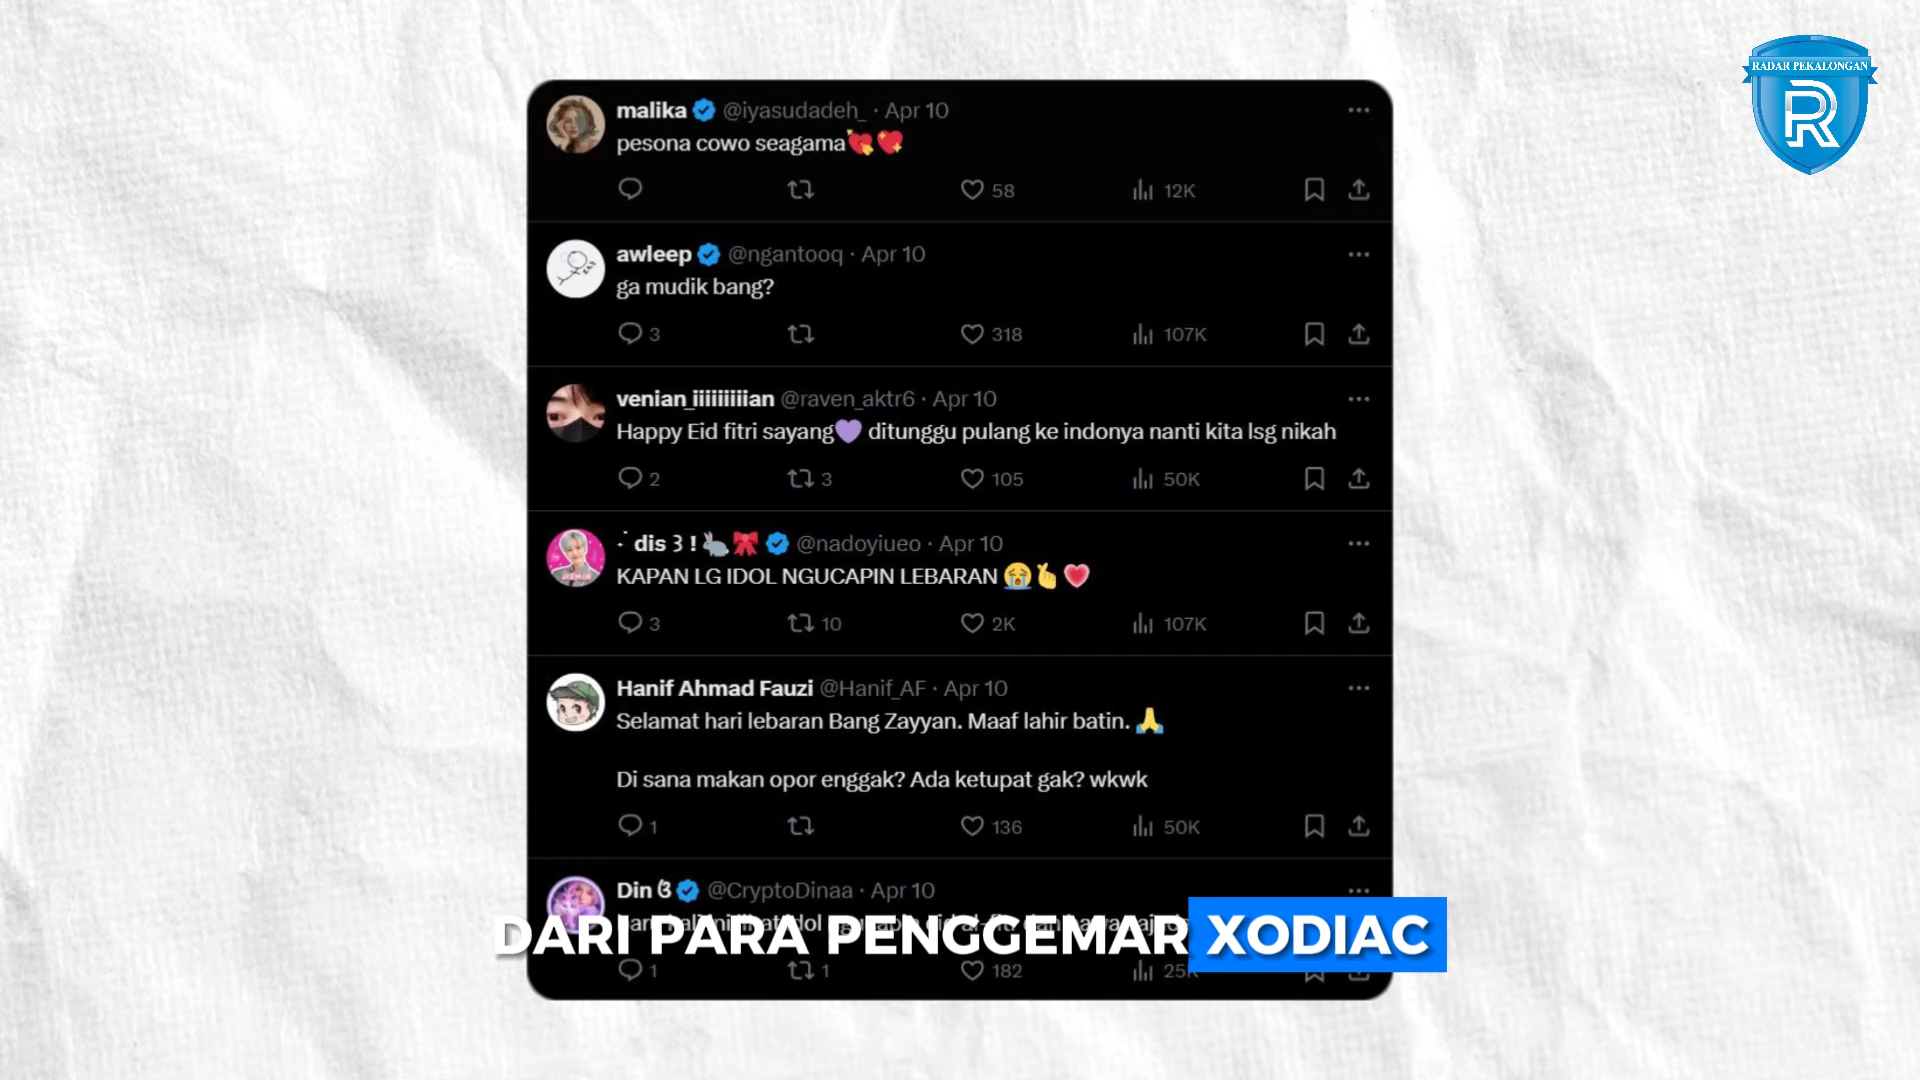 RADAR PEKALONGAN
R
malika @iyasudadeh_ · Apr 10
pesona cowo seagama💘💖
58 12K
awleep @ngantooq · Apr 10
ga mudik bang?
3 318 107K
venian_iiiiiiiiian @raven_aktr6 · Apr 10
Happy Eid fitri sayang💜 ditunggu pulang ke indonya nanti kita lsg nikah
2 3 105 50K
dis 3 ! 🐇🎀 @nadoyiueo · Apr 10
KAPAN LG IDOL NGUCAPIN LEBARAN 😭🫰💗
3 10 2K 107K
Hanif Ahmad Fauzi @Hanif_AF · Apr 10
Selamat hari lebaran Bang Zayyan. Maaf lahir batin. 🙏
Di sana makan opor enggak? Ada ketupat gak? wkwk
1 136 50K
Din @CryptoDinaa · Apr 10
DARI PARA PENGGEMAR XODIAC
1 1 182 25K